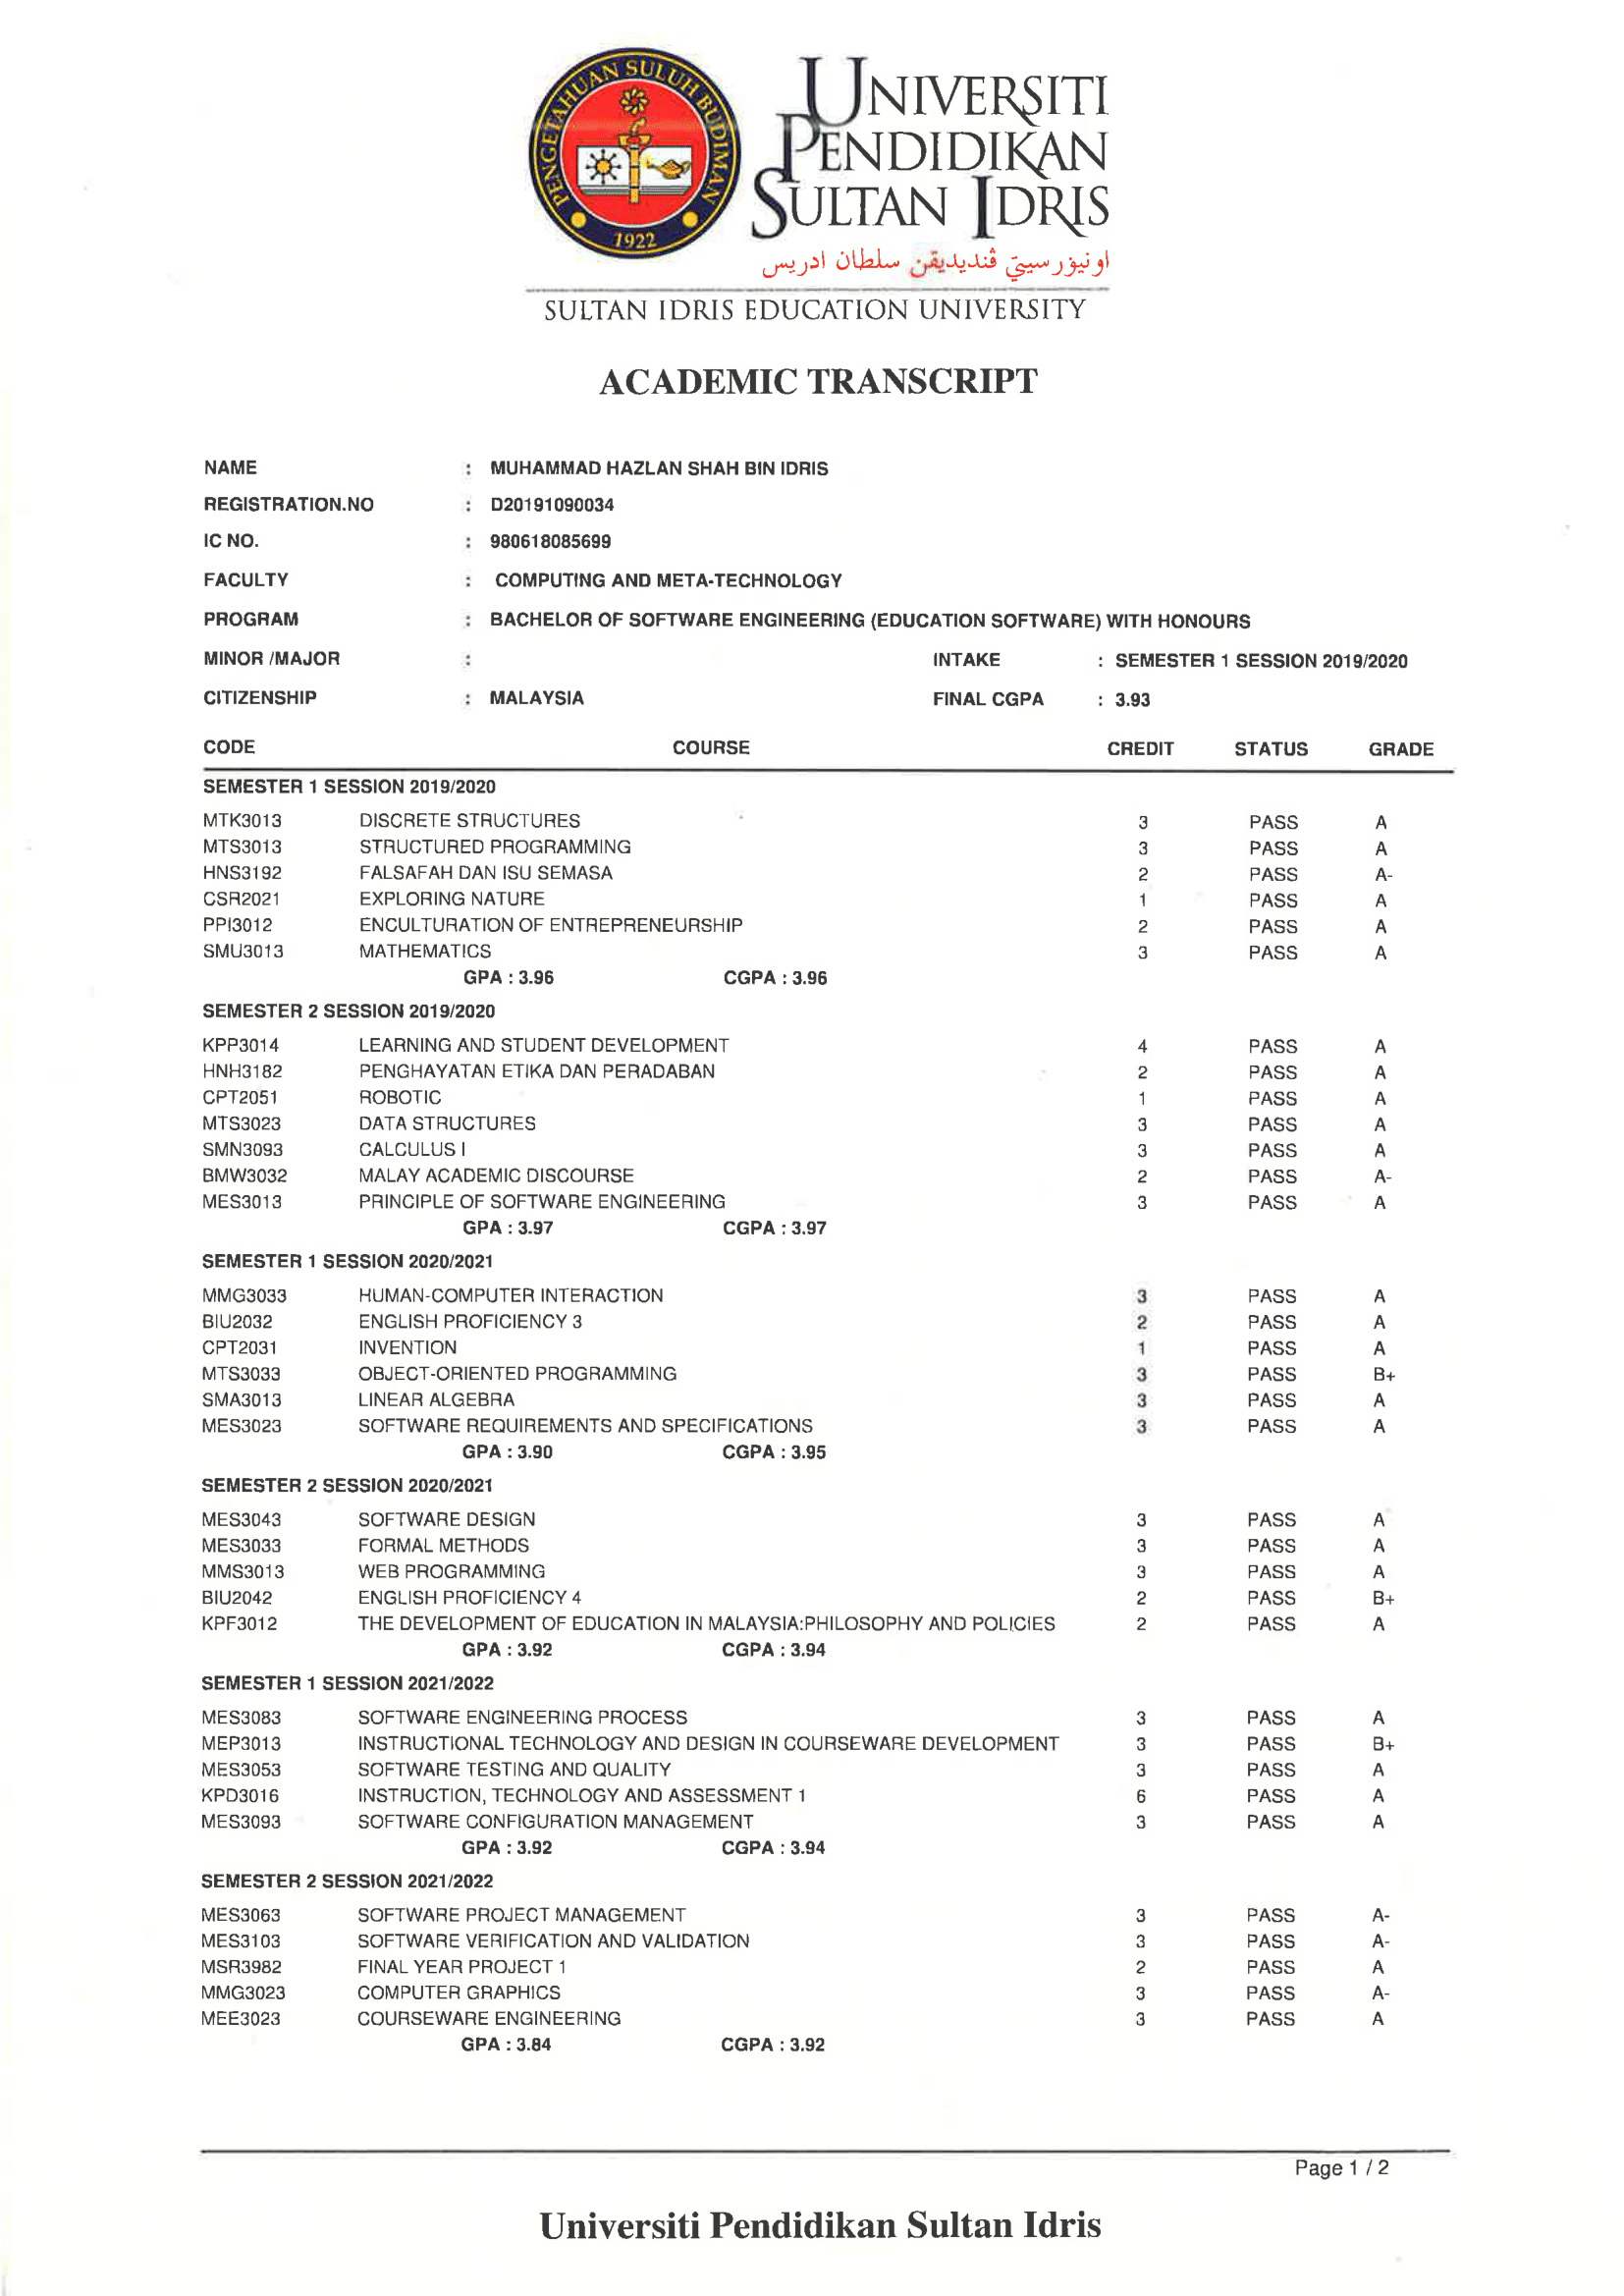 PENGETAHUAN SULUH BUDIMAN
1922
UNIVERSITI
PENDIDIKAN
SULTAN IDRIS
اونيۏرسيتي ڤنديديقن سلطان ادريس
SULTAN IDRIS EDUCATION UNIVERSITY
ACADEMIC TRANSCRIPT
NAME : MUHAMMAD HAZLAN SHAH BIN IDRIS
REGISTRATION.NO : D20191090034
IC NO. : 980618085699
FACULTY : COMPUTING AND META-TECHNOLOGY
PROGRAM : BACHELOR OF SOFTWARE ENGINEERING (EDUCATION SOFTWARE) WITH HONOURS
MINOR /MAJOR : INTAKE : SEMESTER 1 SESSION 2019/2020
CITIZENSHIP : MALAYSIA FINAL CGPA : 3.93
CODE COURSE CREDIT STATUS GRADE
SEMESTER 1 SESSION 2019/2020
MTK3013 DISCRETE STRUCTURES 3 PASS A
MTS3013 STRUCTURED PROGRAMMING 3 PASS A
HNS3192 FALSAFAH DAN ISU SEMASA 2 PASS A-
CSR2021 EXPLORING NATURE 1 PASS A
PPI3012 ENCULTURATION OF ENTREPRENEURSHIP 2 PASS A
SMU3013 MATHEMATICS 3 PASS A
GPA : 3.96 CGPA : 3.96
SEMESTER 2 SESSION 2019/2020
KPP3014 LEARNING AND STUDENT DEVELOPMENT 4 PASS A
HNH3182 PENGHAYATAN ETIKA DAN PERADABAN 2 PASS A
CPT2051 ROBOTIC 1 PASS A
MTS3023 DATA STRUCTURES 3 PASS A
SMN3093 CALCULUS I 3 PASS A
BMW3032 MALAY ACADEMIC DISCOURSE 2 PASS A-
MES3013 PRINCIPLE OF SOFTWARE ENGINEERING 3 PASS A
GPA : 3.97 CGPA : 3.97
SEMESTER 1 SESSION 2020/2021
MMG3033 HUMAN-COMPUTER INTERACTION 3 PASS A
BIU2032 ENGLISH PROFICIENCY 3 2 PASS A
CPT2031 INVENTION 1 PASS A
MTS3033 OBJECT-ORIENTED PROGRAMMING 3 PASS B+
SMA3013 LINEAR ALGEBRA 3 PASS A
MES3023 SOFTWARE REQUIREMENTS AND SPECIFICATIONS 3 PASS A
GPA : 3.90 CGPA : 3.95
SEMESTER 2 SESSION 2020/2021
MES3043 SOFTWARE DESIGN 3 PASS A
MES3033 FORMAL METHODS 3 PASS A
MMS3013 WEB PROGRAMMING 3 PASS A
BIU2042 ENGLISH PROFICIENCY 4 2 PASS B+
KPF3012 THE DEVELOPMENT OF EDUCATION IN MALAYSIA:PHILOSOPHY AND POLICIES 2 PASS A
GPA : 3.92 CGPA : 3.94
SEMESTER 1 SESSION 2021/2022
MES3083 SOFTWARE ENGINEERING PROCESS 3 PASS A
MEP3013 INSTRUCTIONAL TECHNOLOGY AND DESIGN IN COURSEWARE DEVELOPMENT 3 PASS B+
MES3053 SOFTWARE TESTING AND QUALITY 3 PASS A
KPD3016 INSTRUCTION, TECHNOLOGY AND ASSESSMENT 1 6 PASS A
MES3093 SOFTWARE CONFIGURATION MANAGEMENT 3 PASS A
GPA : 3.92 CGPA : 3.94
SEMESTER 2 SESSION 2021/2022
MES3063 SOFTWARE PROJECT MANAGEMENT 3 PASS A-
MES3103 SOFTWARE VERIFICATION AND VALIDATION 3 PASS A-
MSR3982 FINAL YEAR PROJECT 1 2 PASS A
MMG3023 COMPUTER GRAPHICS 3 PASS A-
MEE3023 COURSEWARE ENGINEERING 3 PASS A
GPA : 3.84 CGPA : 3.92
Page 1 / 2
Universiti Pendidikan Sultan Idris